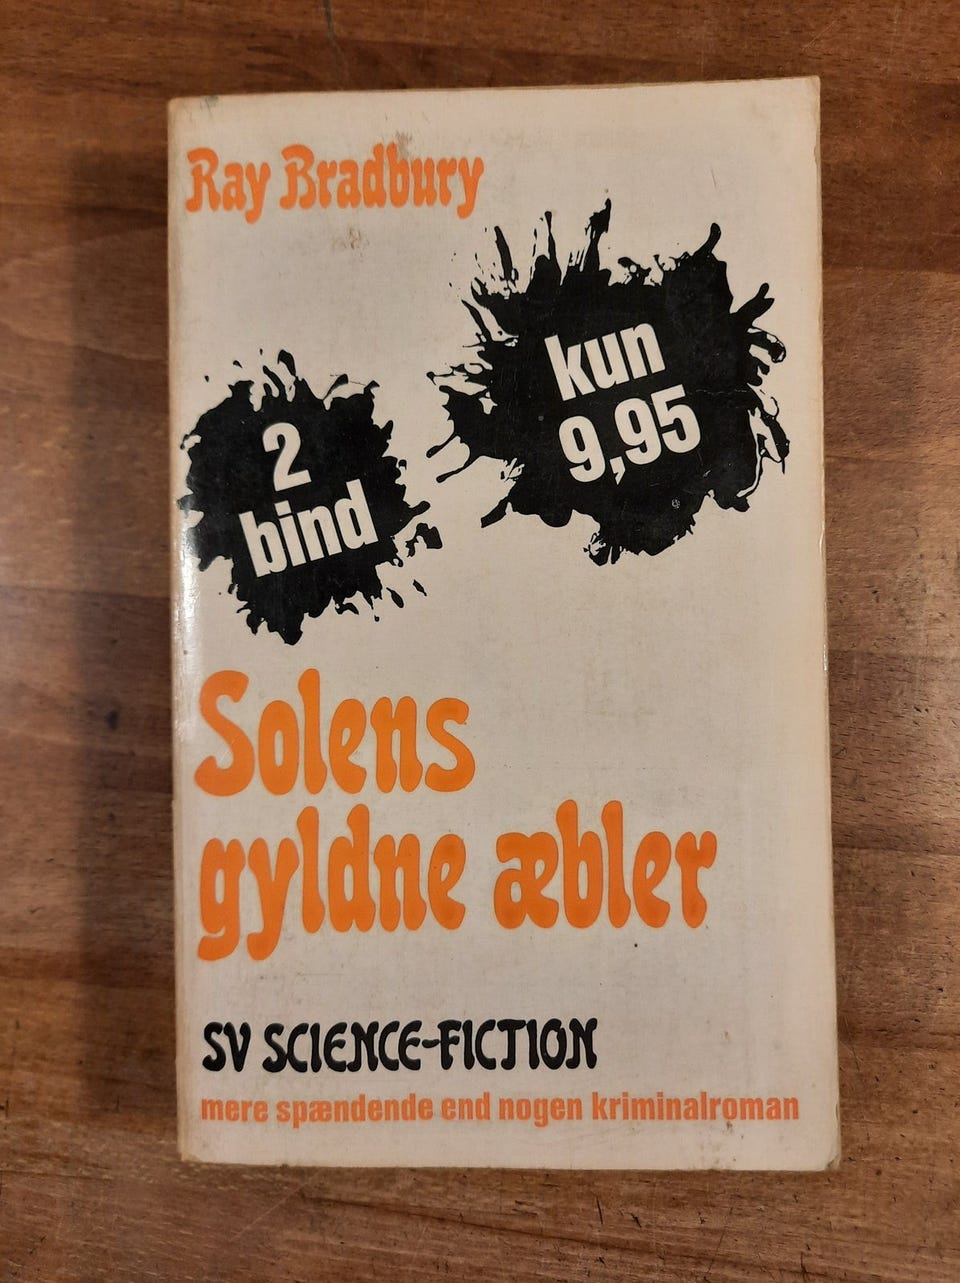 Ray Bradbury
kun
9,95
2
bind
Solens
gyldne æbler
SV SCIENCE-FICTION
mere spændende end nogen kriminalroman